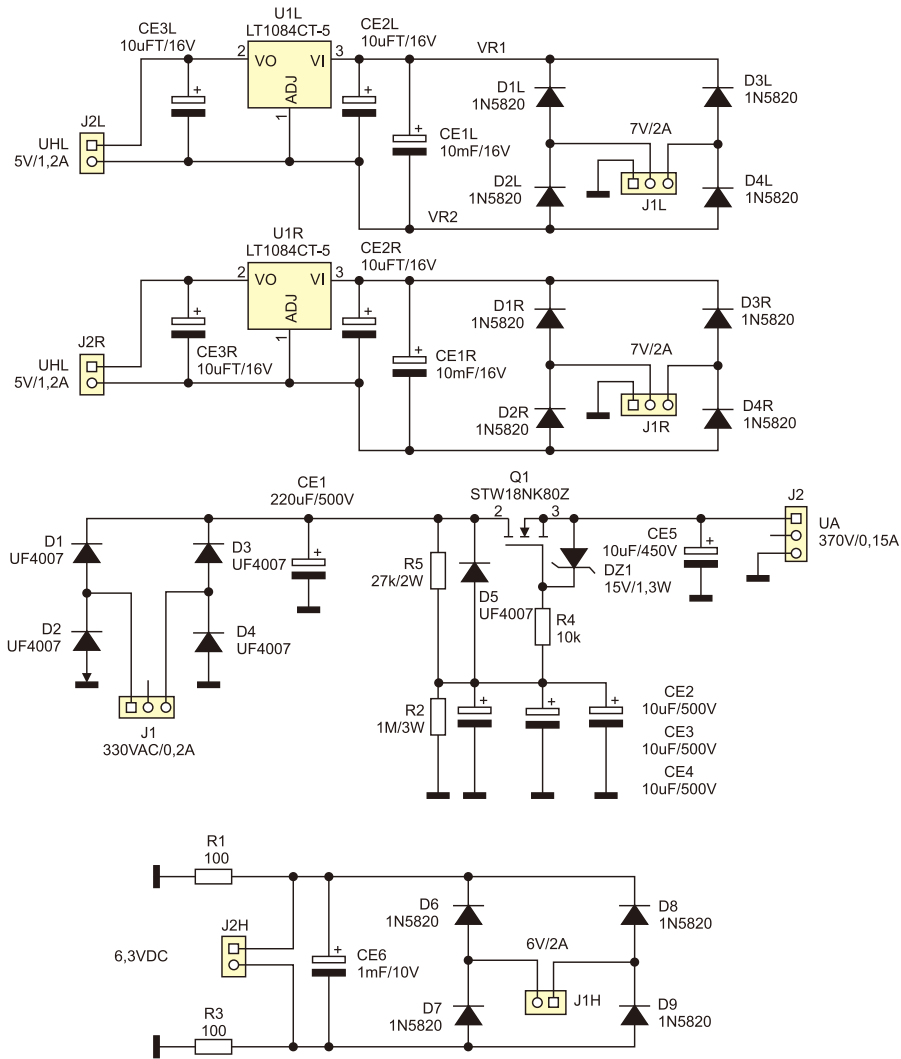 U1L
LT1084CT-5
CE3L
10uFT/16V
CE2L
10uFT/16V
2
VO
VI
3
ADJ
1
VR1
D1L
1N5820
D3L
1N5820
J2L
UHL
5V/1,2A
CE1L
10mF/16V
7V/2A
D2L
1N5820
J1L
D4L
1N5820
VR2
U1R
LT1084CT-5
CE2R
10uFT/16V
2
VO
VI
3
ADJ
1
D1R
1N5820
D3R
1N5820
J2R
UHL
5V/1,2A
CE3R
10uFT/16V
CE1R
10mF/16V
7V/2A
D2R
1N5820
J1R
D4R
1N5820
CE1
220uF/500V
Q1
STW18NK80Z
2
3
J2
UA
370V/0,15A
D1
UF4007
D3
UF4007
R5
27k/2W
D5
UF4007
CE5
10uF/450V
DZ1
15V/1,3W
D2
UF4007
D4
UF4007
R4
10k
J1
330VAC/0,2A
R2
1M/3W
CE2
10uF/500V
CE3
10uF/500V
CE4
10uF/500V
R1
100
J2H
6,3VDC
CE6
1mF/10V
D6
1N5820
D8
1N5820
6V/2A
J1H
D7
1N5820
D9
1N5820
R3
100